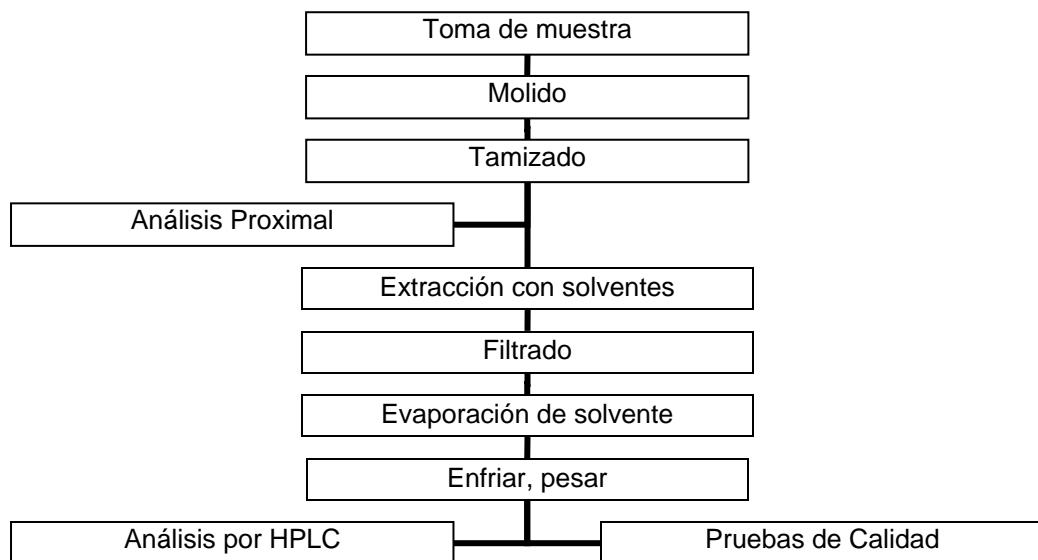 Toma de muestra
Molido
Tamizado
Análisis Proximal
Extracción con solventes
Filtrado
Evaporación de solvente
Enfriar, pesar
Análisis por HPLC
Pruebas de Calidad